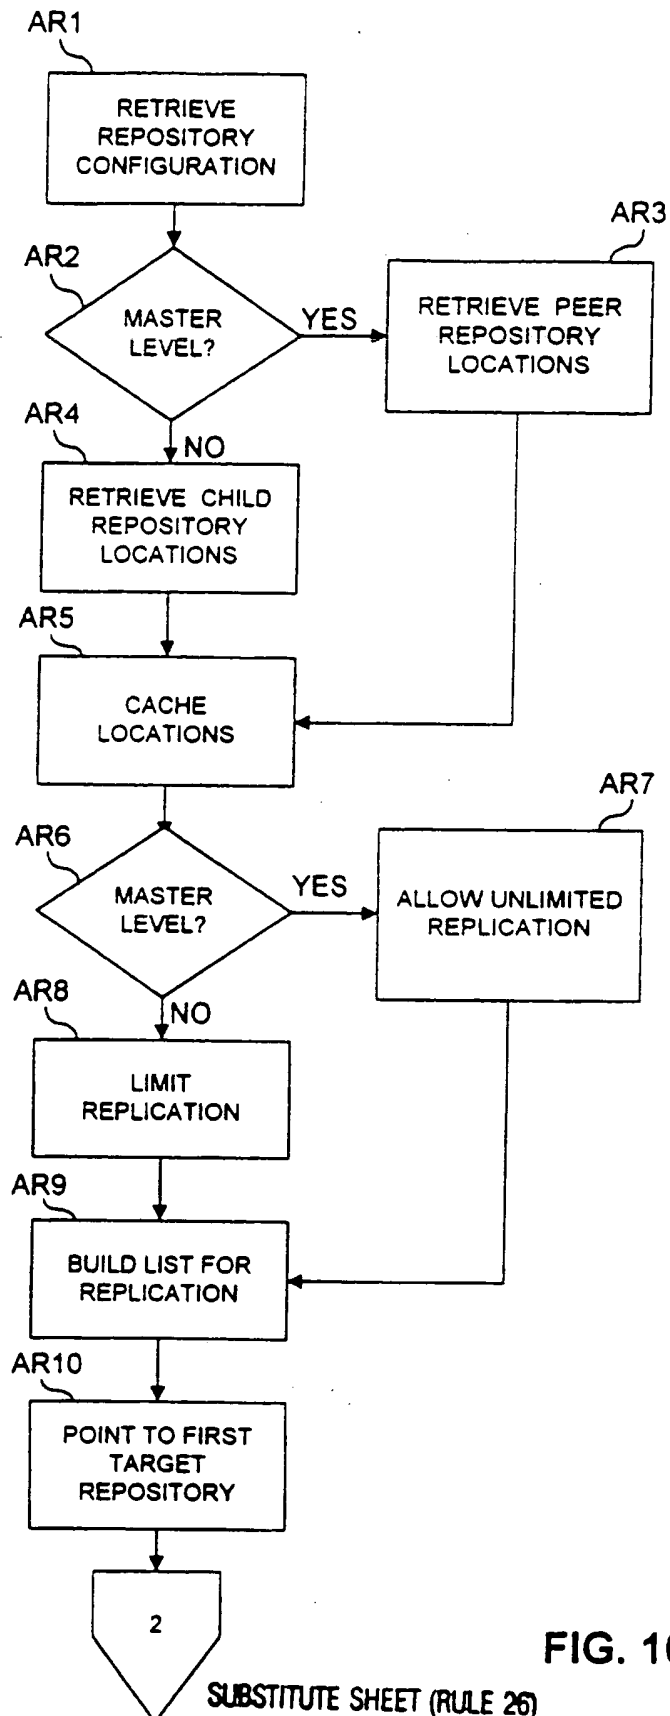 AR1
RETRIEVE
REPOSITORY
CONFIGURATION
AR2
MASTER
LEVEL?
YES
AR3
RETRIEVE PEER
REPOSITORY
LOCATIONS
NO
AR4
RETRIEVE CHILD
REPOSITORY
LOCATIONS
AR5
CACHE
LOCATIONS
AR6
MASTER
LEVEL?
YES
AR7
ALLOW UNLIMITED
REPLICATION
NO
AR8
LIMIT
REPLICATION
AR9
BUILD LIST FOR
REPLICATION
AR10
POINT TO FIRST
TARGET
REPOSITORY
2
FIG.
SUBSTITUTE SHEET (RULE 26)